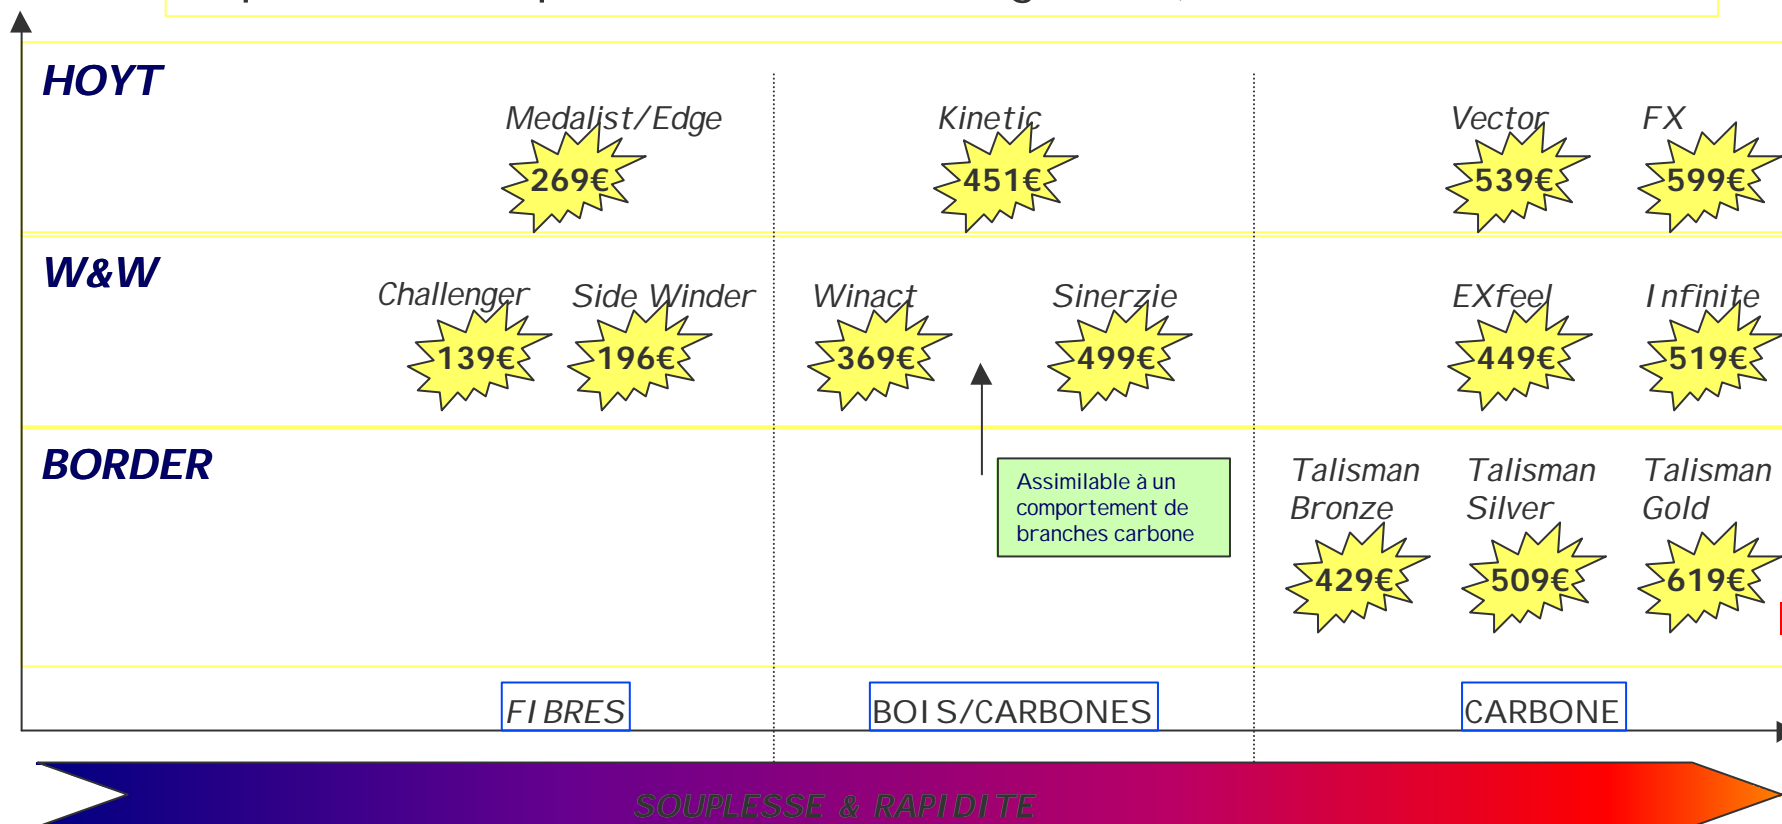 HOYT
Medalist/Edge
Kinetic
Vector
FX
269€
451€
539€
599€
W&W
Challenger
Side Winder
Winact
Sinerzie
EXfeel
Infinite
139€
196€
369€
499€
449€
519€
BORDER
Assimilable à un
comportement de
branches carbone
Talisman
Bronze
Talisman
Silver
Talisman
Gold
429€
509€
619€
FIBRES
BOIS/CARBONES
CARBONE
SOUPLESSE & RAPIDITE